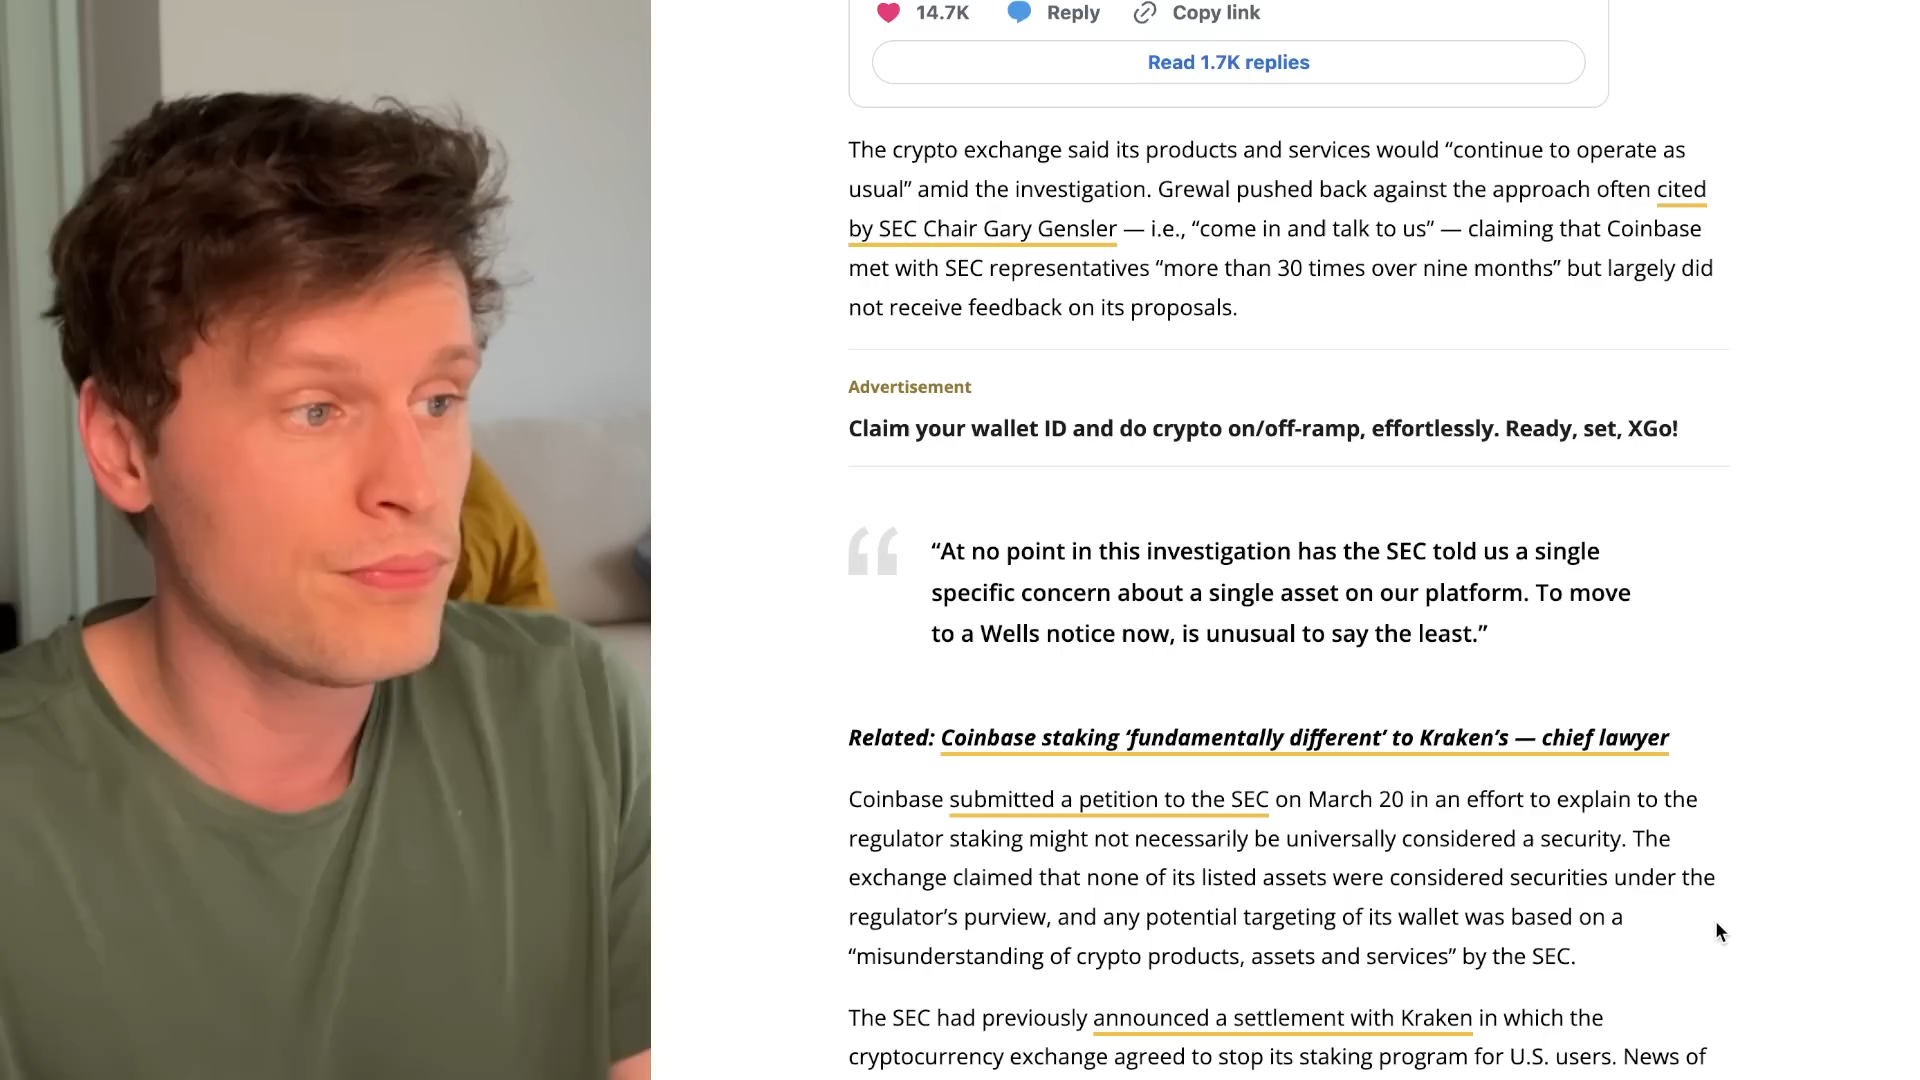 14.7K Reply Copy link
Read 1.7K replies
The crypto exchange said its products and services would “continue to operate as
usual” amid the investigation. Grewal pushed back against the approach often cited
by SEC Chair Gary Gensler — i.e., “come in and talk to us” — claiming that Coinbase
met with SEC representatives “more than 30 times over nine months” but largely did
not receive feedback on its proposals.
Advertisement
Claim your wallet ID and do crypto on/off-ramp, effortlessly. Ready, set, XGo!
“At no point in this investigation has the SEC told us a single
specific concern about a single asset on our platform. To move
to a Wells notice now, is unusual to say the least.”
Related: Coinbase staking ‘fundamentally different’ to Kraken’s — chief lawyer
Coinbase submitted a petition to the SEC on March 20 in an effort to explain to the
regulator staking might not necessarily be universally considered a security. The
exchange claimed that none of its listed assets were considered securities under the
regulator’s purview, and any potential targeting of its wallet was based on a
“misunderstanding of crypto products, assets and services” by the SEC.
The SEC had previously announced a settlement with Kraken in which the
cryptocurrency exchange agreed to stop its staking program for U.S. users. News of